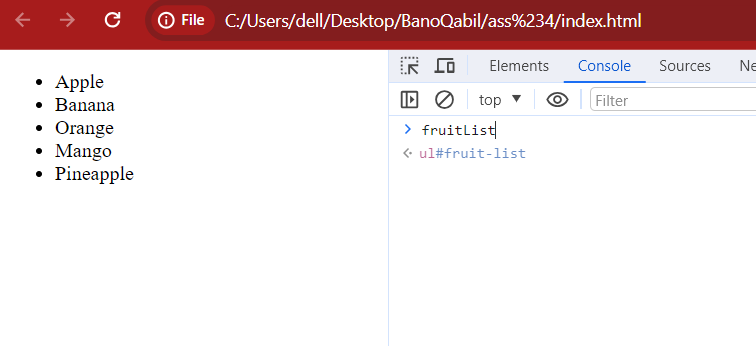 File C:/Users/dell/Desktop/BanoQabil/ass%234/index.html
Apple
Banana
Orange
Mango
Pineapple
Elements Console Sources Ne
top Filter
fruitList
ul#fruit-list